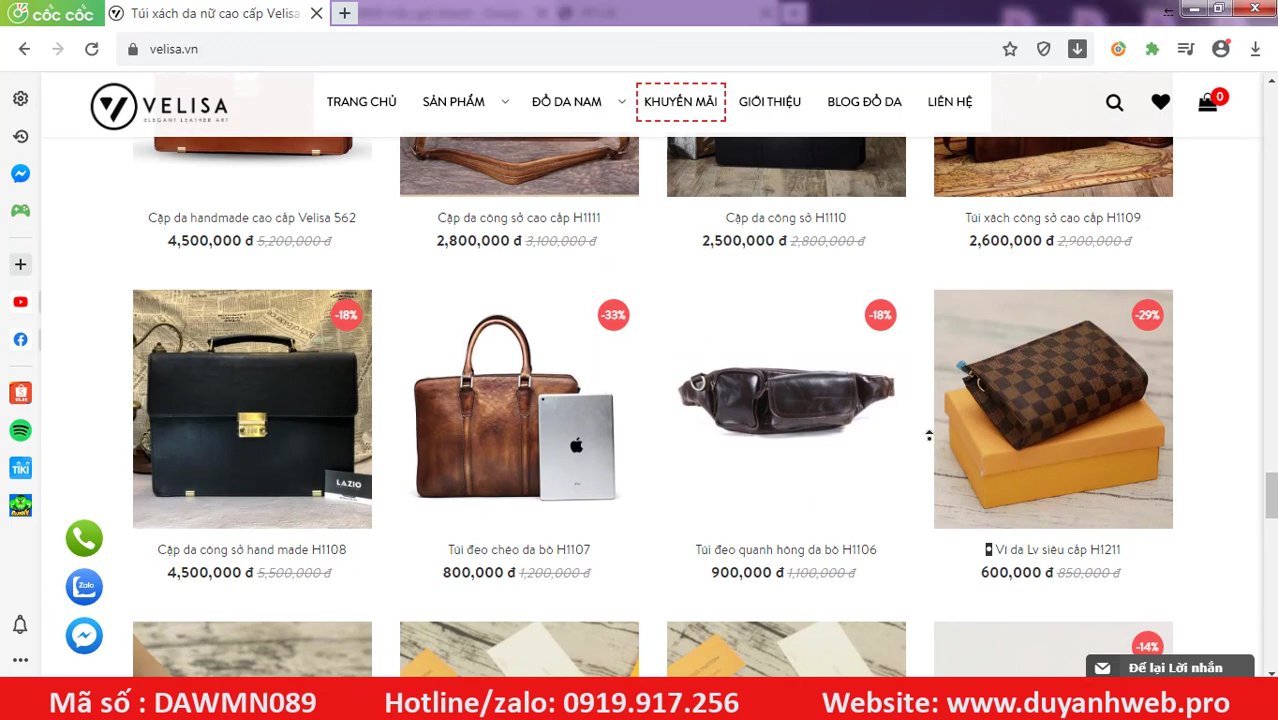 cốc cốc
Túi xách da nữ cao cấp Velisa
velisa.vn
VELISA
ELEGANT LEATHER ART
TRANG CHỦ
SẢN PHẨM
ĐỒ DA NAM
KHUYẾN MÃI
GIỚI THIỆU
BLOG ĐỒ DA
LIÊN HỆ
0
Cặp da handmade cao cấp Velisa 562
4,500,000 đ 5,200,000 đ
Cặp da công sở cao cấp H1111
2,800,000 đ 3,100,000 đ
Cặp da công sở H1110
2,500,000 đ 2,800,000 đ
Túi xách công sở cao cấp H1109
2,600,000 đ 2,900,000 đ
-18%
-33%
-18%
-29%
LAZIO
Cặp da công sở hand made H1108
4,500,000 đ 5,500,000 đ
Túi đeo chéo da bò H1107
800,000 đ 1,200,000 đ
Túi đeo quanh hông da bò H1106
900,000 đ 1,100,000 đ
Ví da Lv siêu cấp H1211
600,000 đ 850,000 đ
Zalo
TIKI
-14%
Để lại Lời nhắn
Mã số : DAWMN089 Hotline/zalo: 0919.917.256 Website: www.duyanhweb.pro